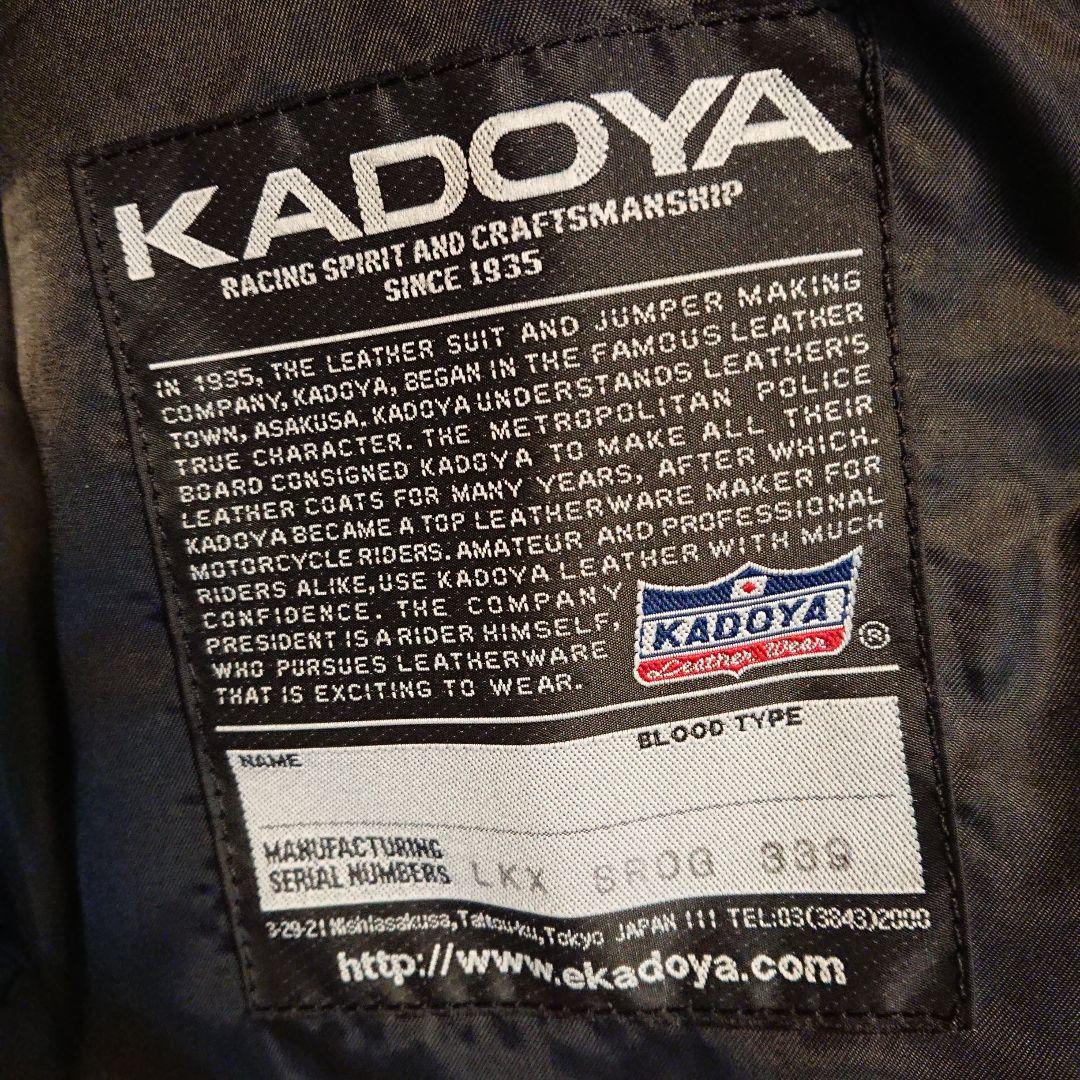 KADOYA
RACING SPIRIT AND CRAFTSMANSHIP
SINCE 1935
IN 1935, THE LEATHER SUIT AND JUMPER MAKING
COMPANY, KADOYA, BEGAN IN THE FAMOUS LEATHER
TOWN, ASAKUSA. KADOYA UNDERSTANDS LEATHER'S
TRUE CHARACTER. THE METROPOLITAN POLICE
BOARD CONSIGNED KADOYA TO MAKE ALL THEIR
LEATHER COATS FOR MANY YEARS, AFTER WHICH.
KADOYA BECAME A TOP LEATHERWARE MAKER FOR
MOTORCYCLE RIDERS. AMATEUR AND PROFESSIONAL
RIDERS ALIKE, USE KADOYA LEATHER WITH MUCH
CONFIDENCE. THE COMPANY
PRESIDENT IS A RIDER HIMSELF,
WHO PURSUES LEATHERWARE
THAT IS EXCITING TO WEAR.
KADOYA
Leather Wear
®
NAME
BLOOD TYPE
MANUFACTURING
SERIAL NUMBERS LKX 339
3-29-21 Nishiasakusa, Taitou-ku, Tokyo JAPAN 111 TEL:03(3843)2000
http://www.ekadoya.com